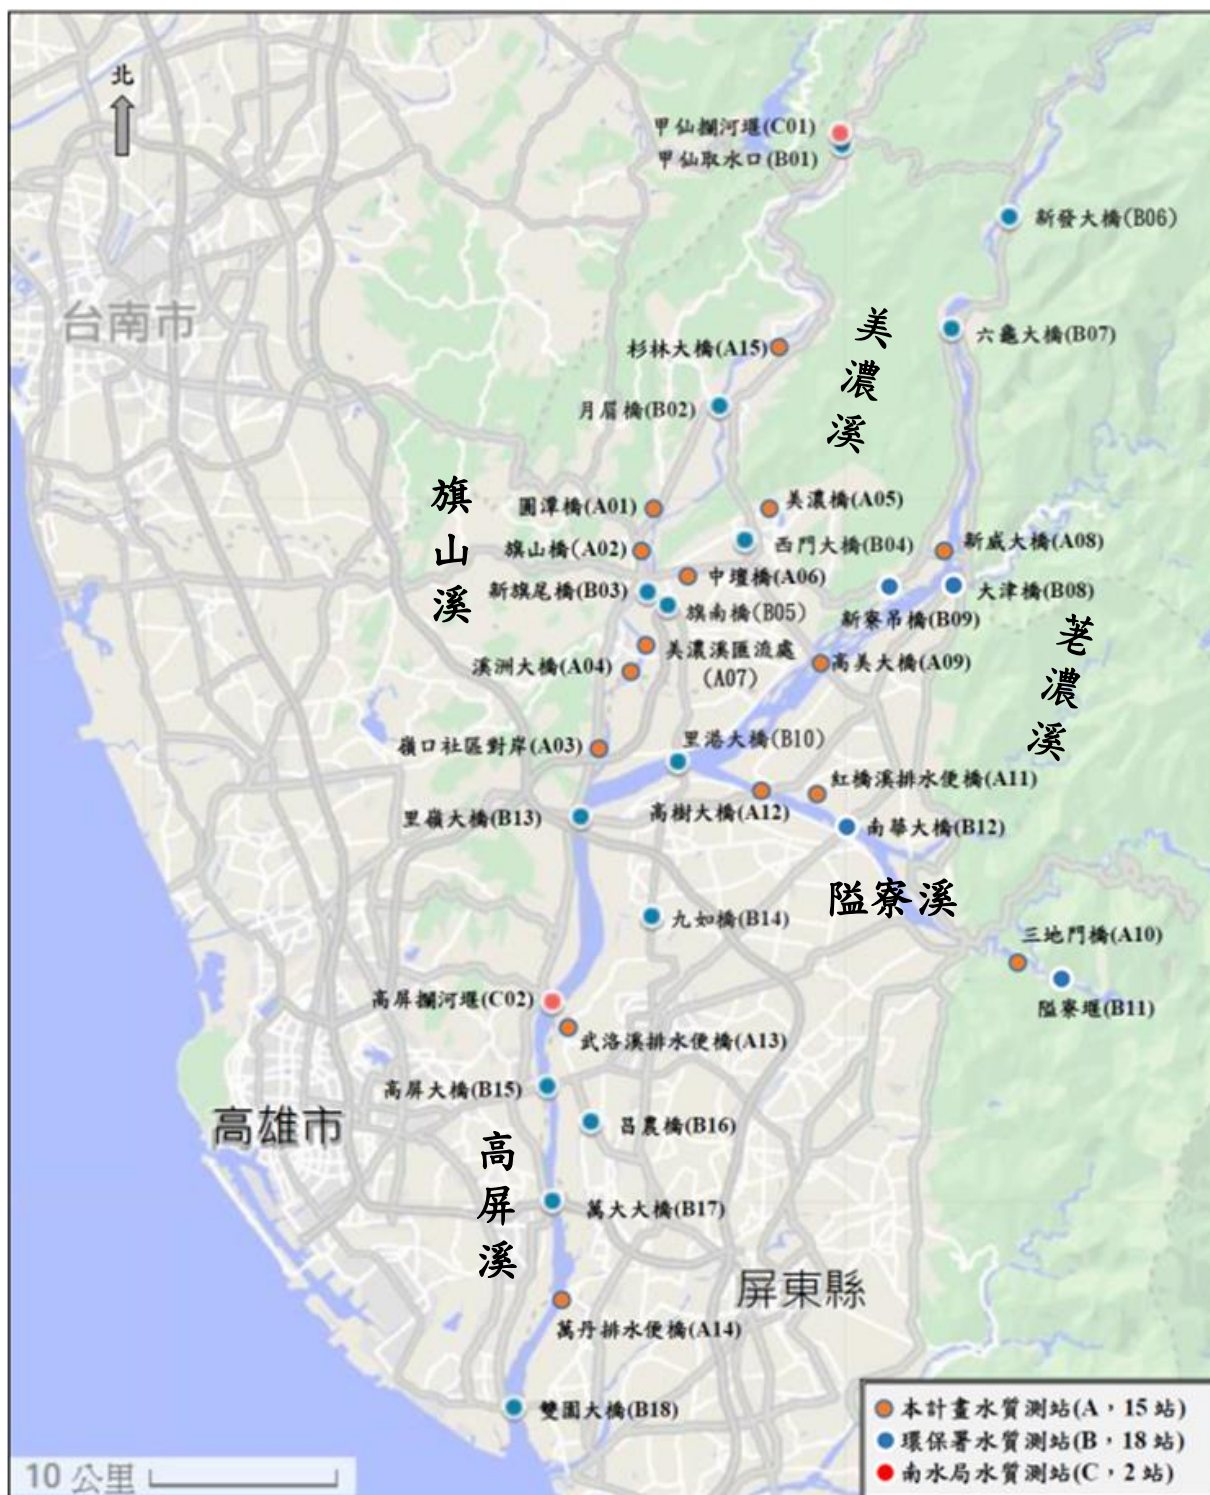 北
甲仙攔河堰(C01)
甲仙取水口(B01)
新發大橋(B06)
台南市
美濃溪
六龜大橋(B07)
杉林大橋(A15)
月眉橋(B02)
旗山溪
圓潭橋(A01)
美濃橋(A05)
旗山橋(A02)
西門大橋(B04)
新威大橋(A08)
新旗尾橋(B03)
中壇橋(A06)
大津橋(B08)
旗南橋(B05)
新寮吊橋(B09)
荖濃溪
溪洲大橋(A04)
美濃溪匯流處
(A07)
高美大橋(A09)
嶺口社區對岸(A03)
里港大橋(B10)
紅橋溪排水便橋(A11)
里嶺大橋(B13)
高樹大橋(A12)
南華大橋(B12)
隘寮溪
九如橋(B14)
三地門橋(A10)
高屏攔河堰(C02)
隘寮堰(B11)
武洛溪排水便橋(A13)
高屏大橋(B15)
高雄市
昌農橋(B16)
高屏溪
萬大大橋(B17)
屏東縣
萬丹排水便橋(A14)
雙園大橋(B18)
本計畫水質測站(A，15 站)
環保署水質測站(B，18 站)
南水局水質測站(C，2 站)
10 公里